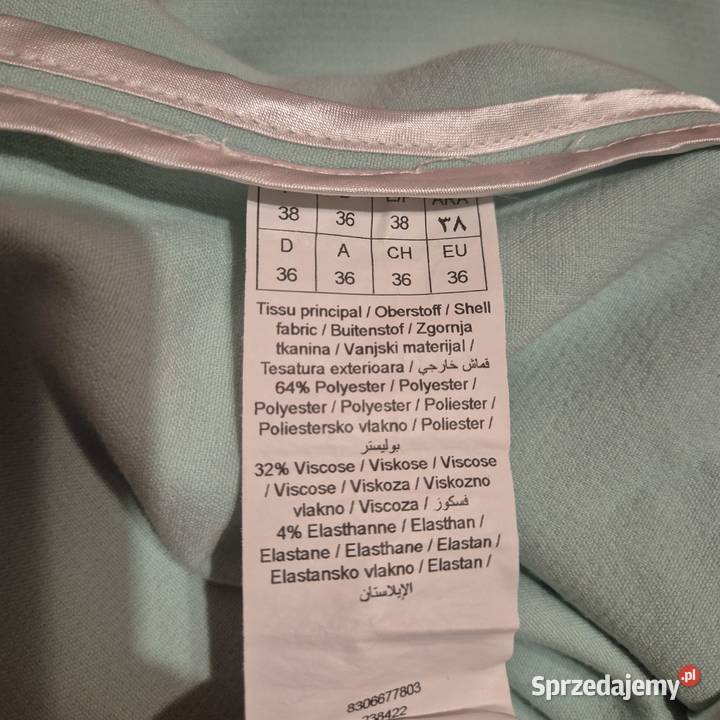 ARA
38 36 38 ٣٨
D A CH EU
36 36 36 36
Tissu principal / Oberstoff / Shell
fabric / Buitenstof / Zgornja
tkanina / Vanjski materijal /
Tesatura exterioara / قماش خارجي
64% Polyester / Polyester /
Polyester / Polyester / Poliester /
Poliestersko vlakno / Poliester /
بوليستر
32% Viscose / Viskose / Viscose
/ Viscose / Viskoza / Viskozno
vlakno / Viscoza / فسكوز
4% Elasthanne / Elasthan /
Elastane / Elasthane / Elastan /
Elastansko vlakno / Elastan /
الإيلاستان
8306677803
238422
Sprzedajemy.pl